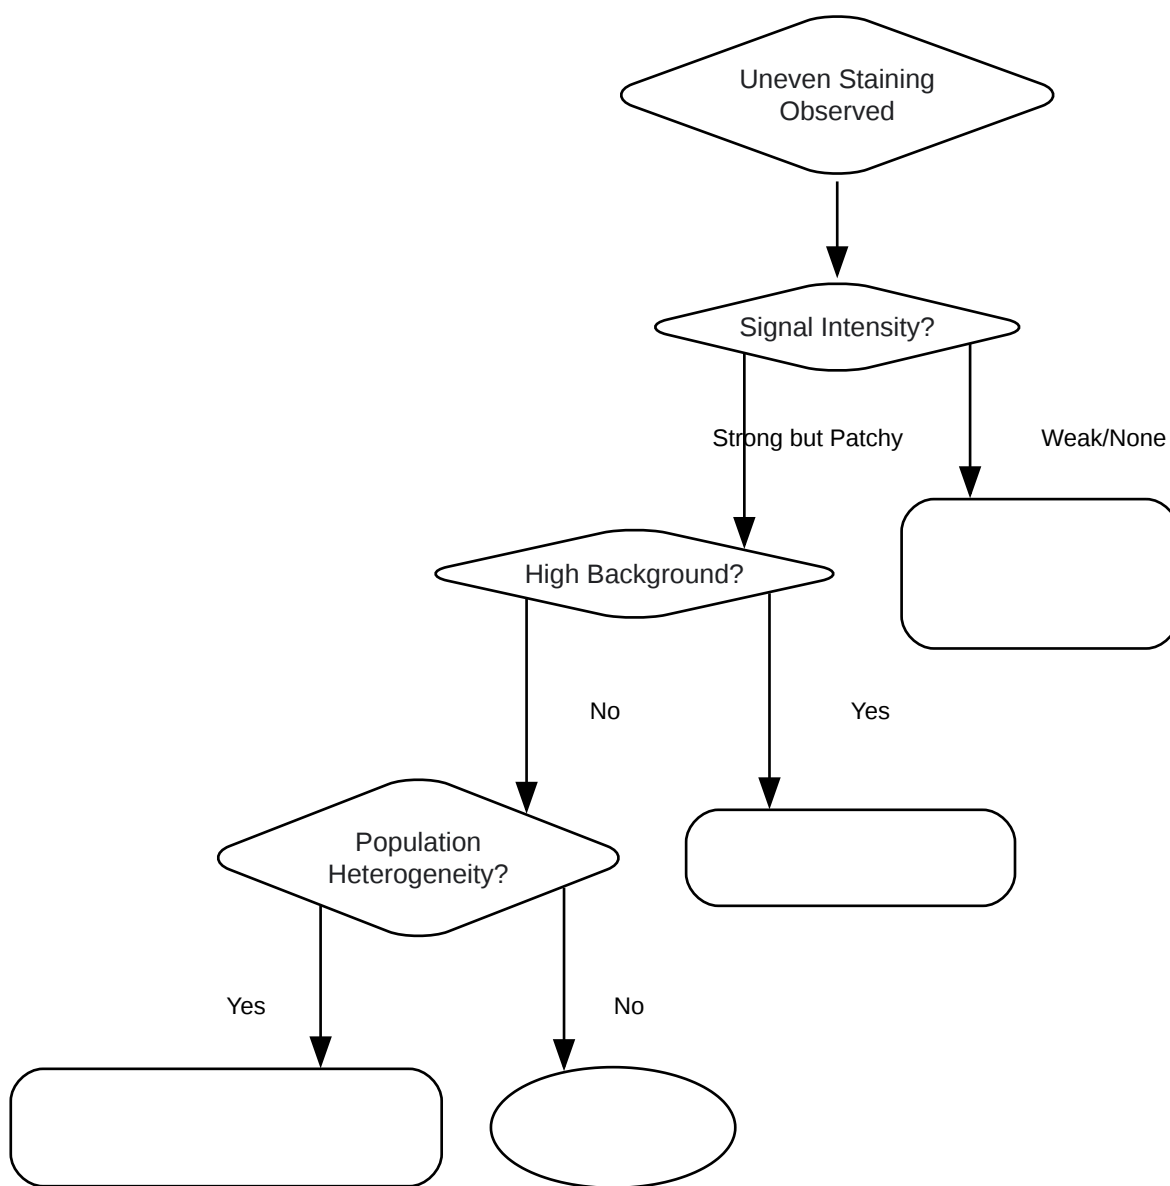 Uneven Staining
Observed
Signal Intensity?
Strong but Patchy
Weak/None
High Background?
No
Yes
Population
Heterogeneity?
Yes
No